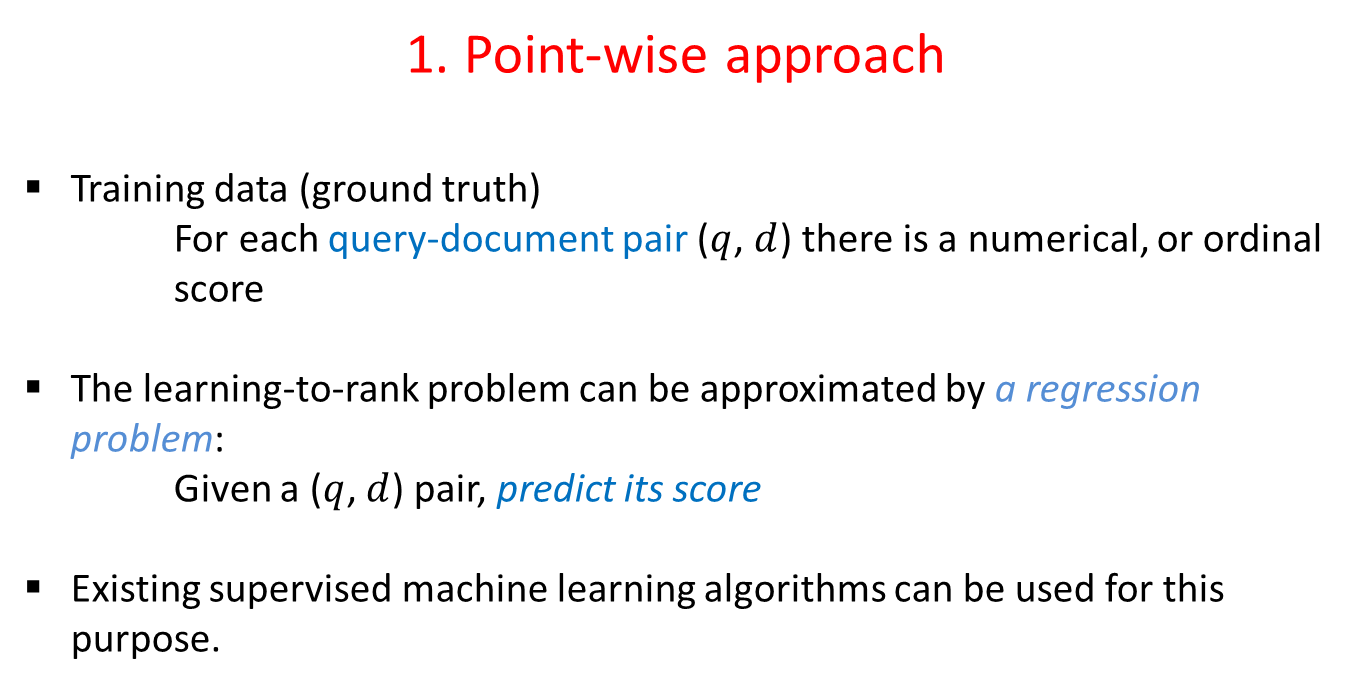 1. Point-wise approach
▪ Training data (ground truth)
For each query-document pair (q, d) there is a numerical, or ordinal
score
▪ The learning-to-rank problem can be approximated by a regression
problem:
Given a (q, d) pair, predict its score
▪ Existing supervised machine learning algorithms can be used for this
purpose.